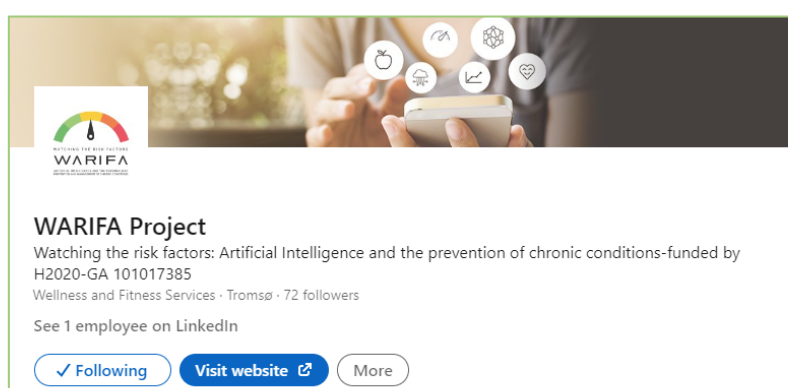 WATCHING THE RISK FACTORS
WARIFA
WARIFA Project
Watching the risk factors: Artificial Intelligence and the prevention of chronic conditions-funded by
H2020-GA 101017385
Wellness and Fitness Services · Tromsø · 72 followers
See 1 employee on LinkedIn
✓ Following
Visit website
More